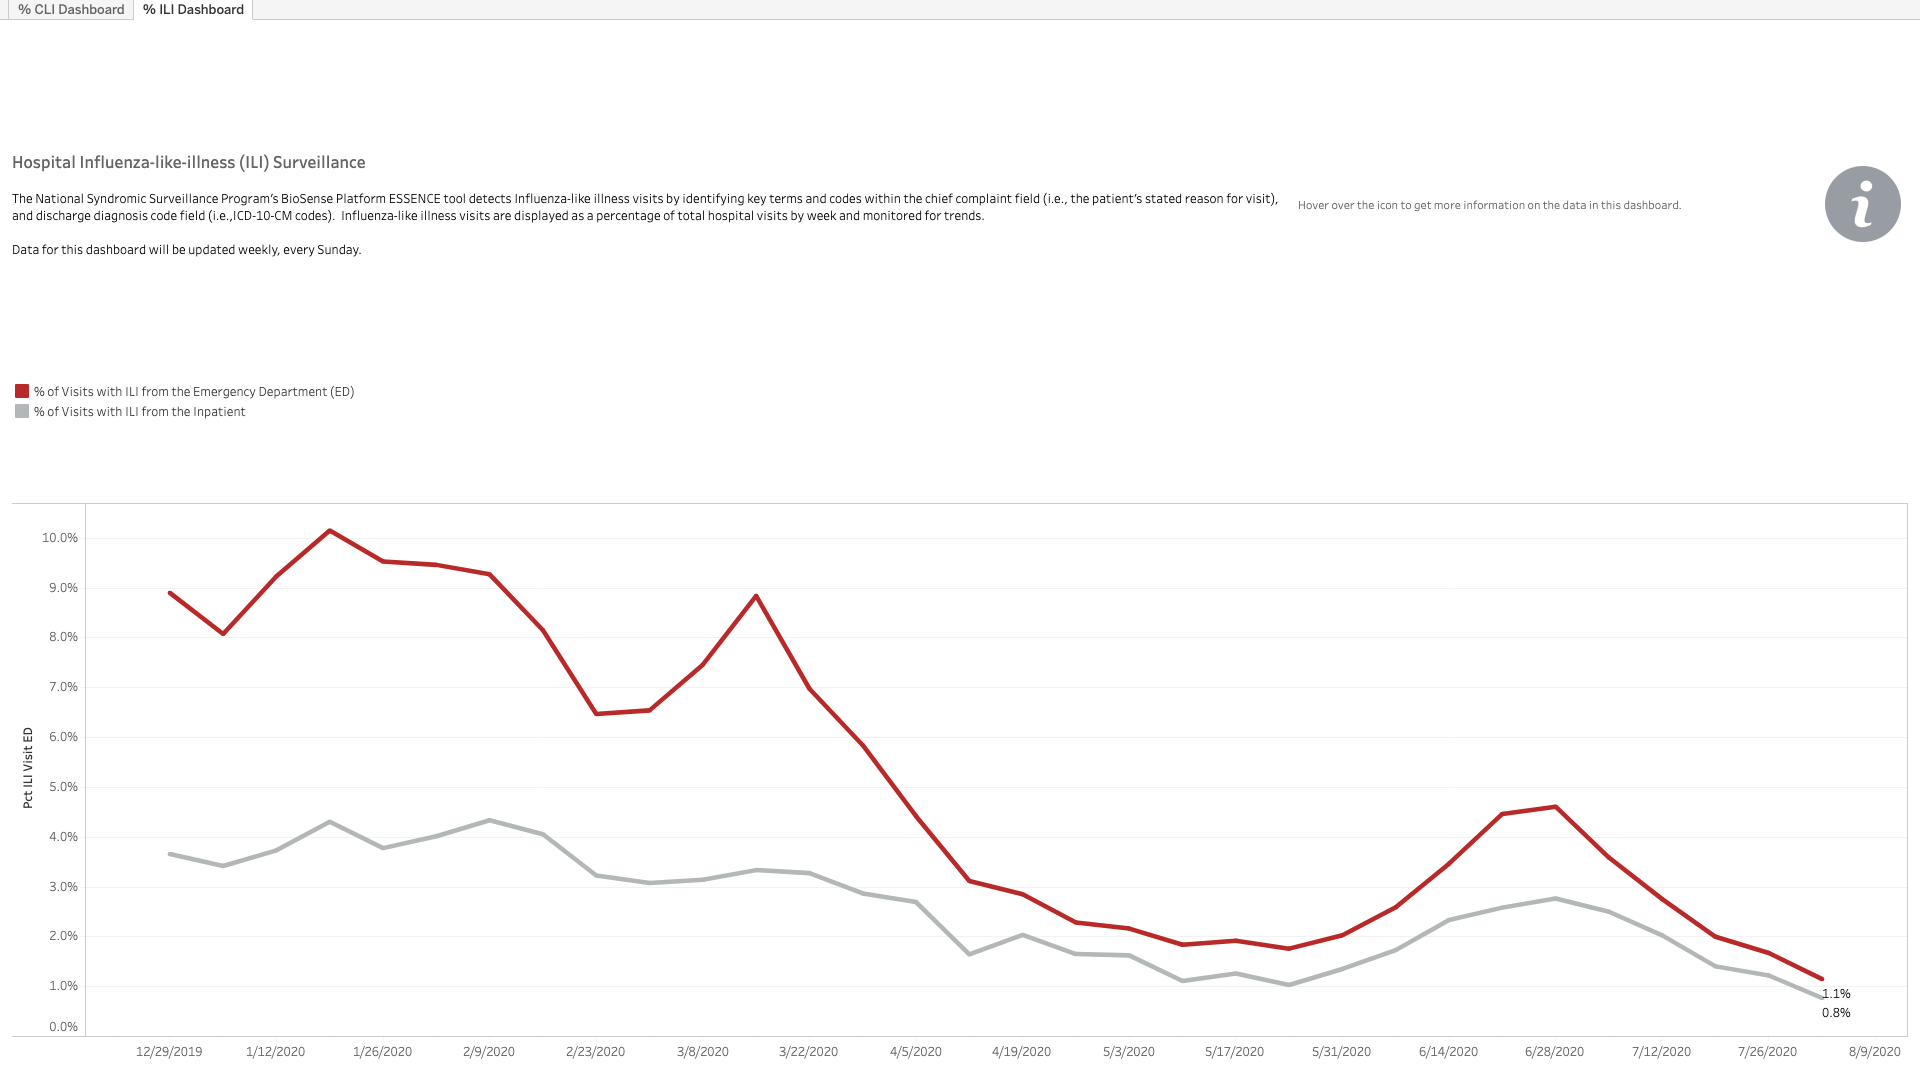 % CLI Dashboard
% ILI Dashboard
Hospital Influenza-like-illness (ILI) Surveillance
The National Syndromic Surveillance Program's BioSense Platform ESSENCE tool detects Influenza-like illness visits by identifying key terms and codes within the chief complaint field (i.e., the patient's stated reason for visit),
and discharge diagnosis code field (i.e.,ICD-10-CM codes).  Influenza-like illness visits are displayed as a percentage of total hospital visits by week and monitored for trends.
Data for this dashboard will be updated weekly, every Sunday.
Hover over the icon to get more information on the data in this dashboard.
i
% of Visits with ILI from the Emergency Department (ED)
% of Visits with ILI from the Inpatient
Pct ILI Visit ED
10.0%
9.0%
8.0%
7.0%
6.0%
5.0%
4.0%
3.0%
2.0%
1.0%
0.0%
1.1%
0.8%
12/29/2019
1/12/2020
1/26/2020
2/9/2020
2/23/2020
3/8/2020
3/22/2020
4/5/2020
4/19/2020
5/3/2020
5/17/2020
5/31/2020
6/14/2020
6/28/2020
7/12/2020
7/26/2020
8/9/2020